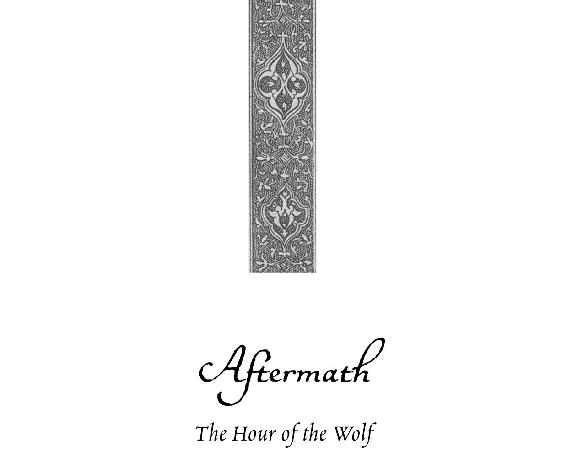 Aftermath
The Hour of the Wolf